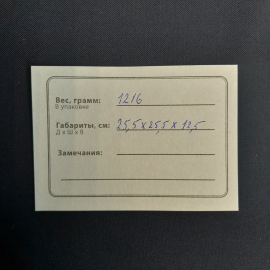 Вес, грамм: 1216
В упаковке
Габариты, см: 25,5 x 25,5 x 12,5
Д х Ш х В
Замечания: